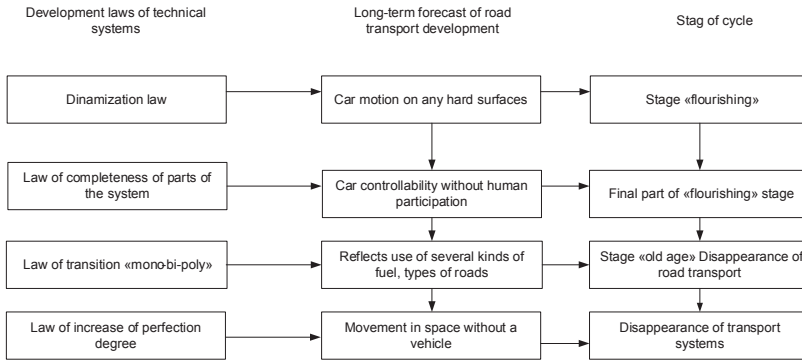 Development laws of technical
systems
Long-term forecast of road
transport development
Stag of cycle
Dinamization law
Car motion on any hard surfaces
Stage «flourishing»
Law of completeness of parts of
the system
Car controllability without human
participation
Final part of «flourishing» stage
Law of transition «mono-bi-poly»
Reflects use of several kinds of
fuel, types of roads
Stage «old age» Disappearance of
road transport
Law of increase of perfection
degree
Movement in space without a
vehicle
Disappearance of transport
systems